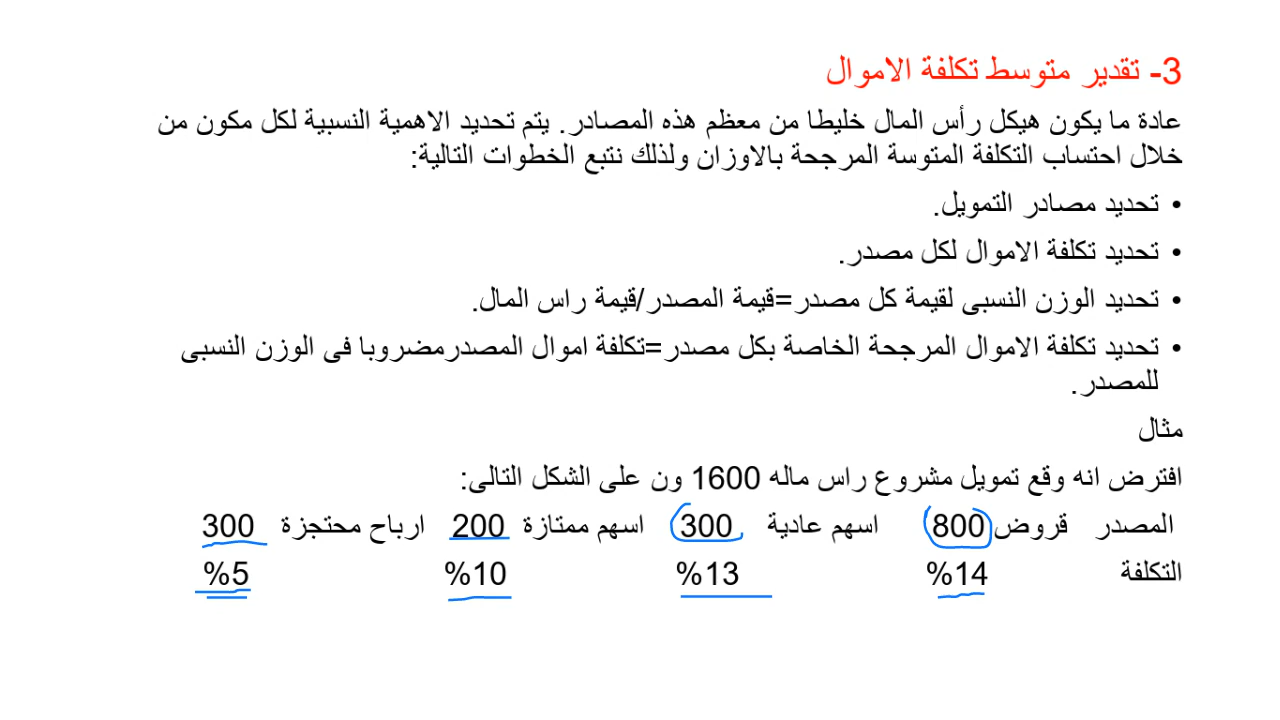 3- تقدير متوسط تكلفة الاموال
عادة ما يكون هيكل رأس المال خليطا من معظم هذه المصادر. يتم تحديد الاهمية النسبية لكل مكون من
خلال احتساب التكلفة المتوسة المرجحة بالاوزان ولذلك نتبع الخطوات التالية:
• تحديد مصادر التمويل.
• تحديد تكلفة الاموال لكل مصدر.
• تحديد الوزن النسبى لقيمة كل مصدر=قيمة المصدر/قيمة راس المال.
• تحديد تكلفة الاموال المرجحة الخاصة بكل مصدر=تكلفة اموال المصدرمضروبا فى الوزن النسبى
للمصدر.
مثال
افترض انه وقع تمويل مشروع راس ماله 1600 ون على الشكل التالى:
المصدر قروض 800 اسهم عادية 300 اسهم ممتازة 200 ارباح محتجزة 300
التكلفة 14% 13% 10% 5%